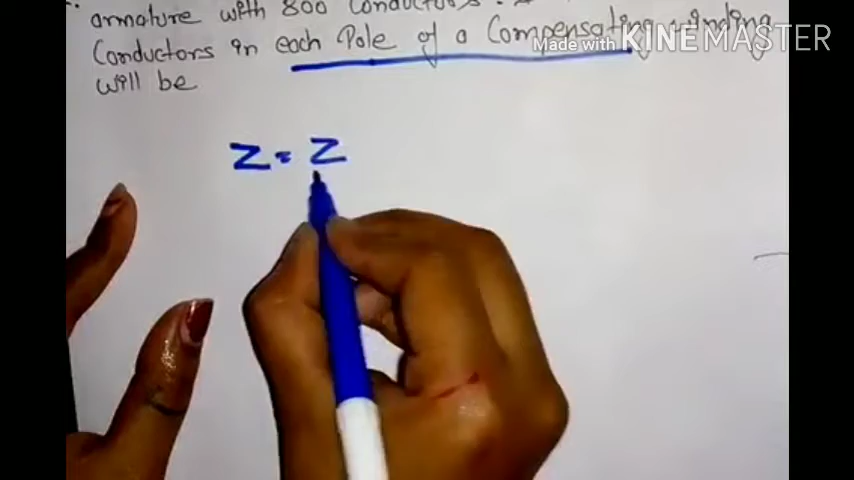 armature with 800 conductors.
Conductors in each Pole of a Compensating winding
will be
Made with KINEMASTER
Z = Z